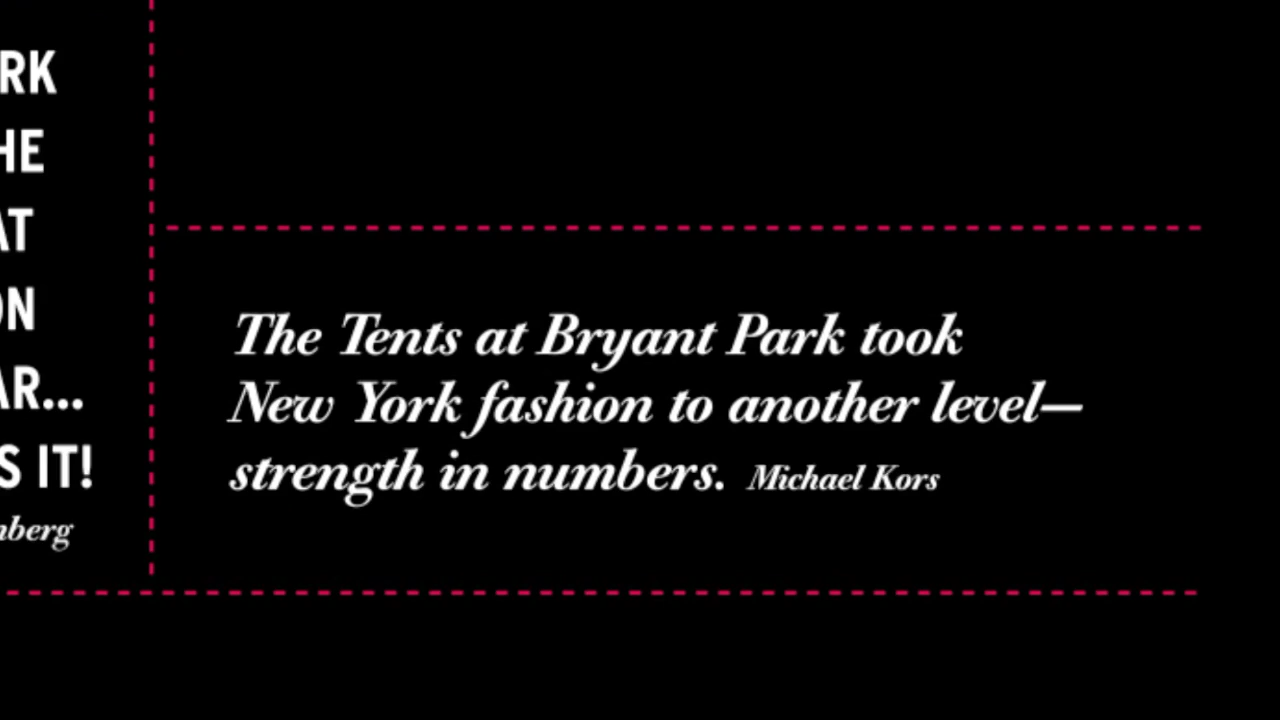 RK
HE
AT
ON
AR...
S IT!
nberg
The Tents at Bryant Park took
New York fashion to another level—
strength in numbers. Michael Kors